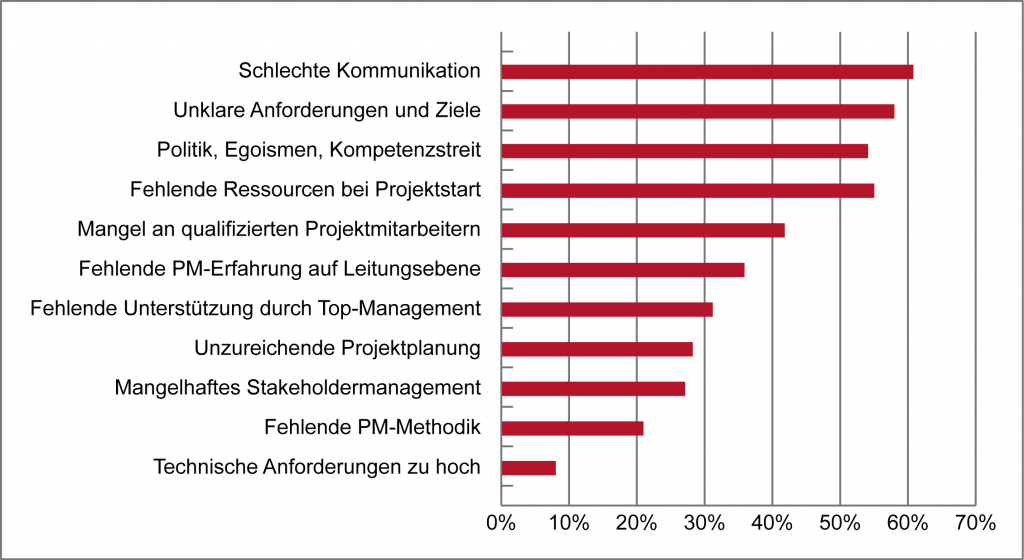 Schlechte Kommunikation
Unklare Anforderungen und Ziele
Politik, Egoismen, Kompetenzstreit
Fehlende Ressourcen bei Projektstart
Mangel an qualifizierten Projektmitarbeitern
Fehlende PM-Erfahrung auf Leitungsebene
Fehlende Unterstützung durch Top-Management
Unzureichende Projektplanung
Mangelhaftes Stakeholdermanagement
Fehlende PM-Methodik
Technische Anforderungen zu hoch
0% 10% 20% 30% 40% 50% 60% 70%